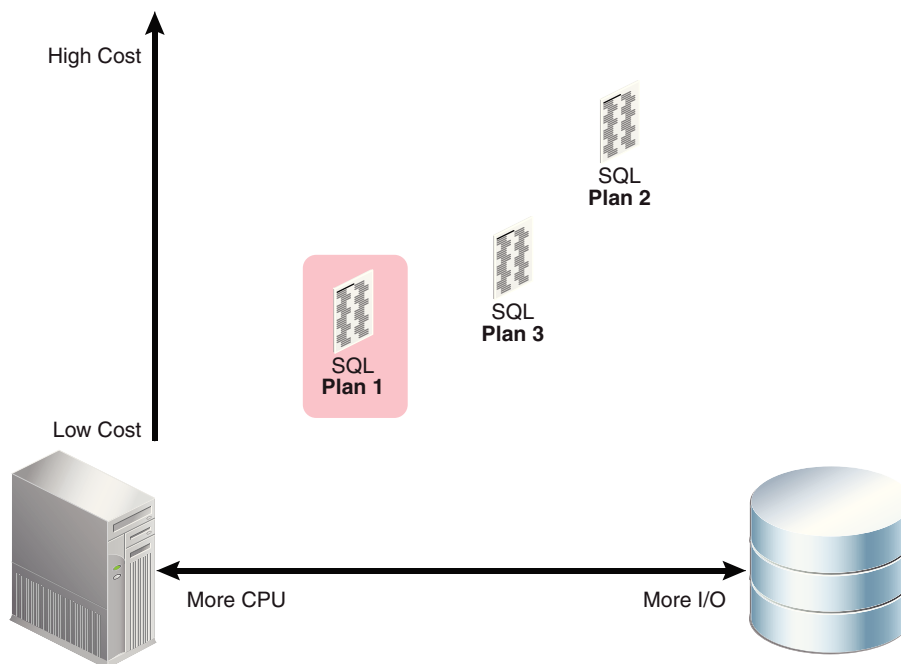 High Cost
SQL
Plan 2
SQL
Plan 3
SQL
Plan 1
Low Cost
More CPU
More I/O